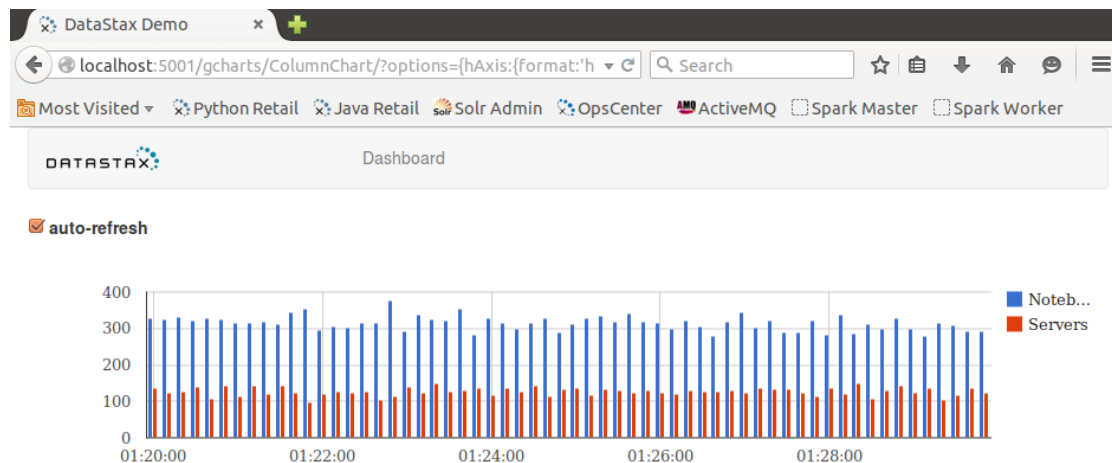 DataStax Demo
localhost:5001/gcharts/ColumnChart/?options={hAxis:{format:'h
Search
Most Visited Python Retail Java Retail Solr Admin OpsCenter ActiveMQ Spark Master Spark Worker
DATASTAX Dashboard
auto-refresh
400
300
200
100
0
Noteb...
Servers
01:20:00 01:22:00 01:24:00 01:26:00 01:28:00